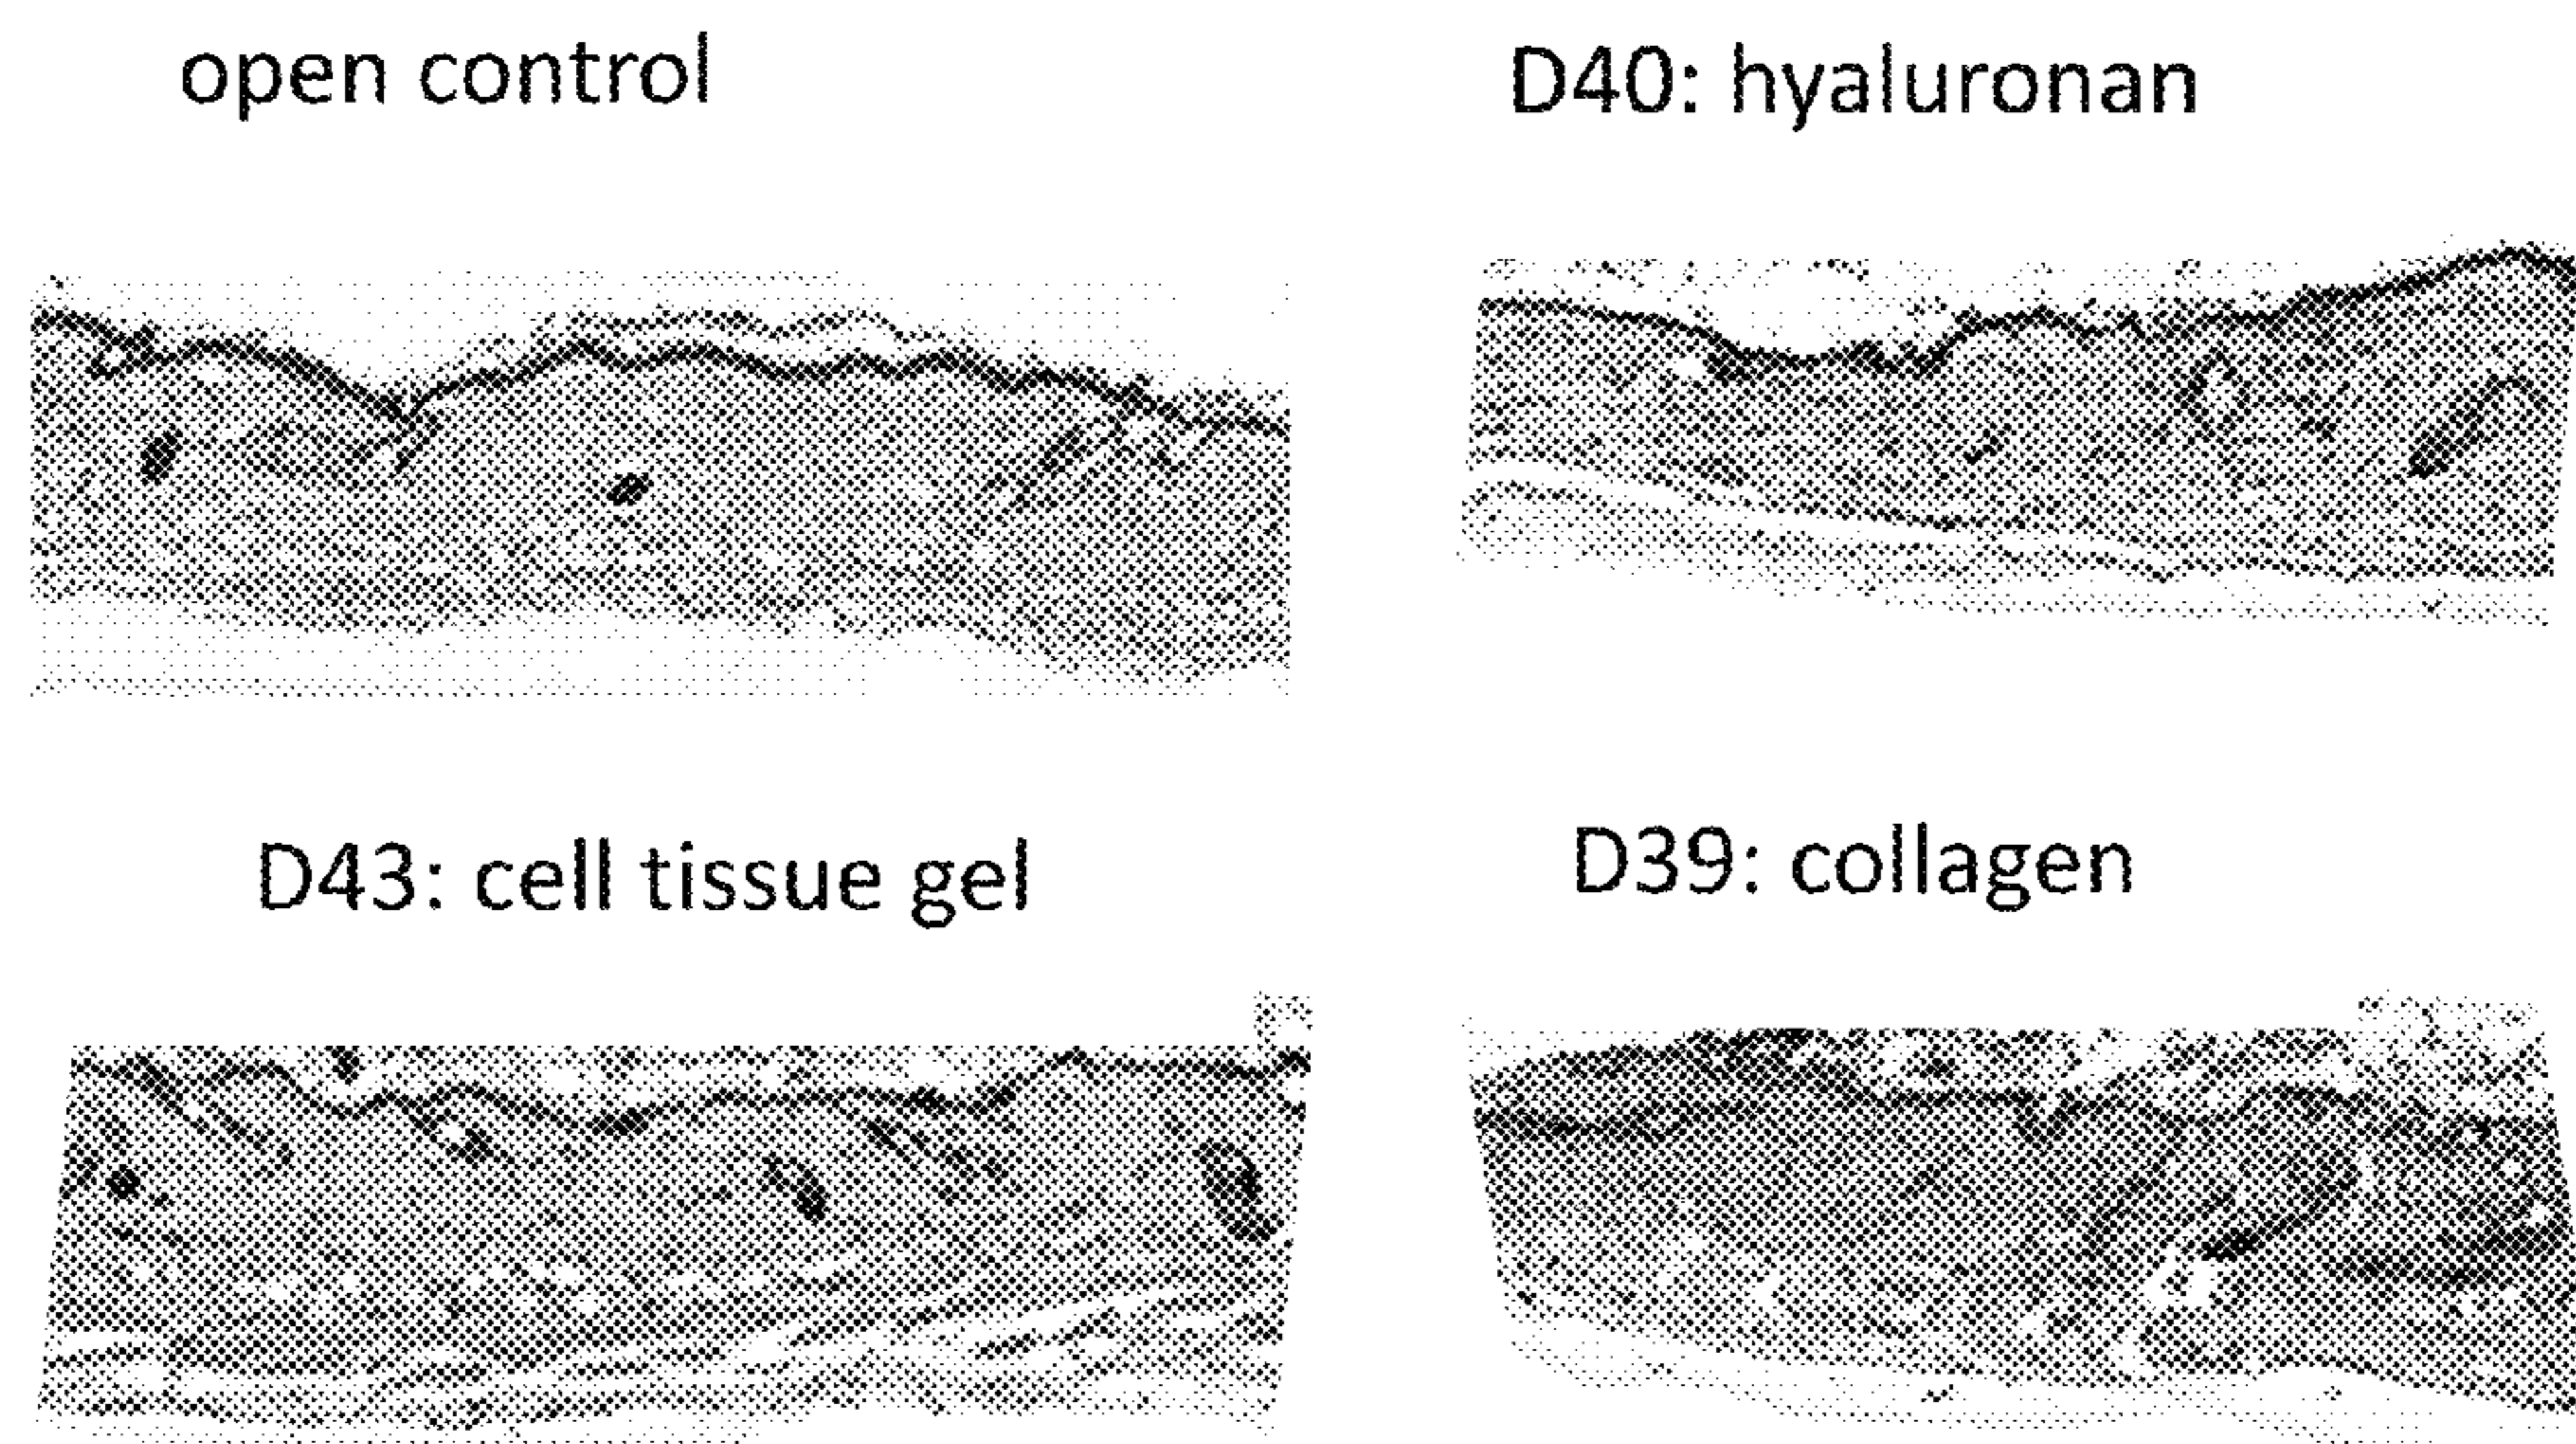 open control
D40: hyaluronan
D43: cell tissue gel
D39: collagen